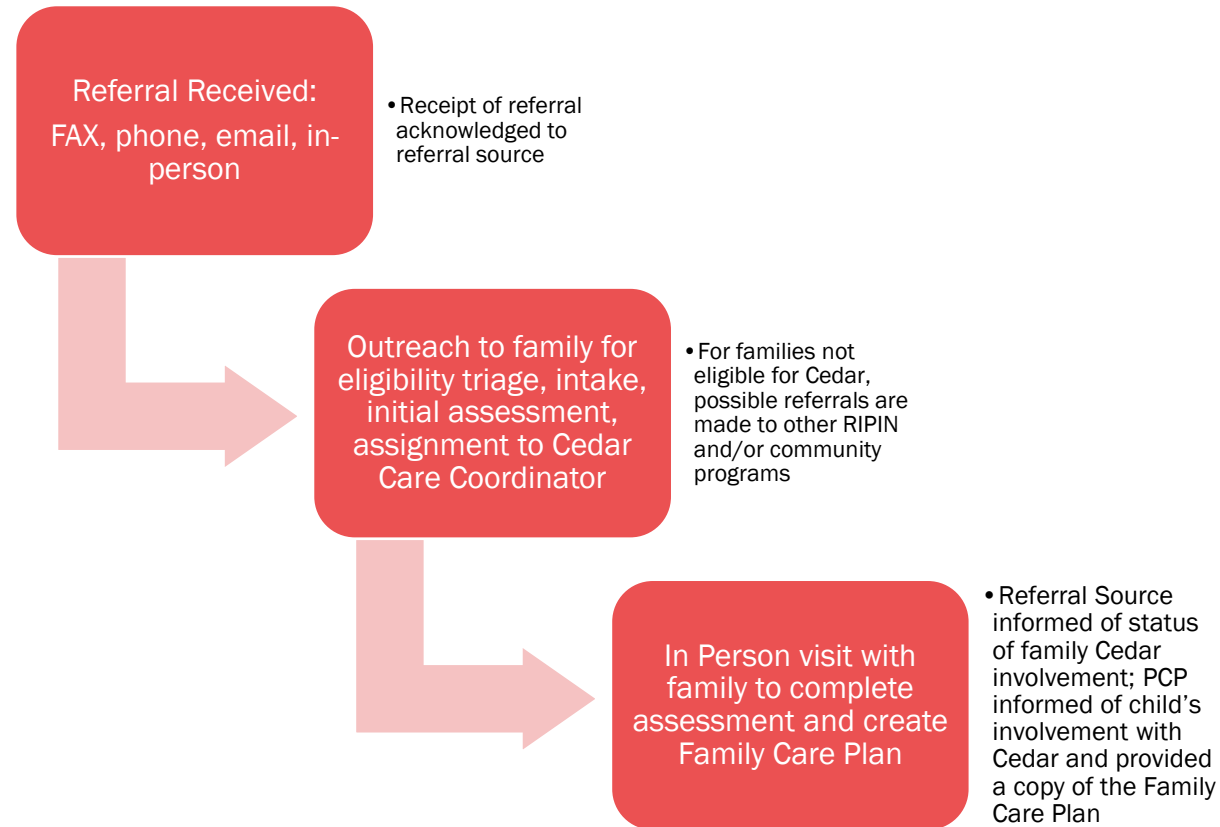 Referral Received:
FAX, phone, email, in-
person
•Receipt of referral
acknowledged to
referral source
Outreach to family for
eligibility triage, intake,
initial assessment,
assignment to Cedar
Care Coordinator
•For families not
eligible for Cedar,
possible referrals are
made to other RIPIN
and/or community
programs
In Person visit with
family to complete
assessment and create
Family Care Plan
•Referral Source
informed of status
of family Cedar
involvement; PCP
informed of child's
involvement with
Cedar and provided
a copy of the Family
Care Plan